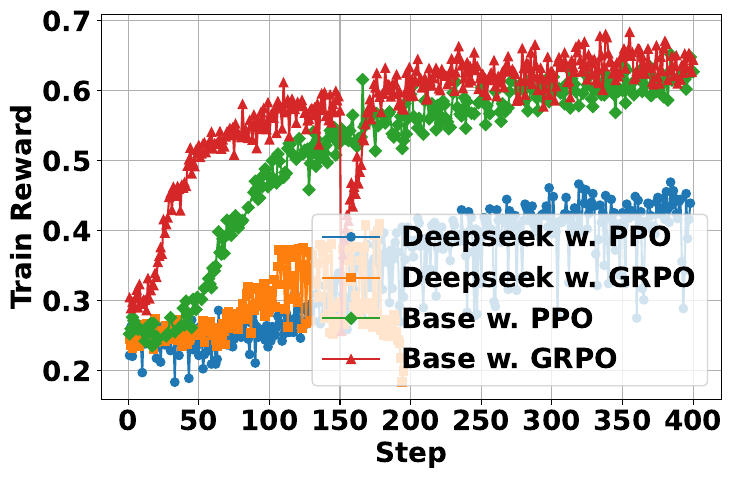 0.7
0.6
0.5
0.4
0.3
0.2
Train Reward
Deepseek w. PPO
Deepseek w. GRPO
Base w. PPO
Base w. GRPO
0 50 100 150 200 250 300 350 400
Step